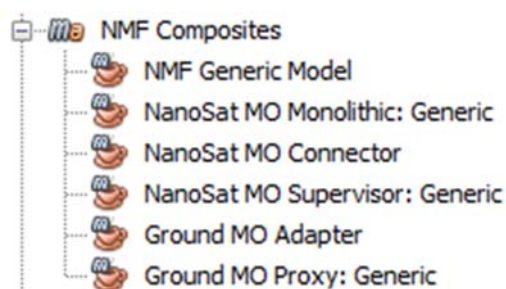 NMF Composites
NMF Generic Model
NanoSat MO Monolithic: Generic
NanoSat MO Connector
NanoSat MO Supervisor: Generic
Ground MO Adapter
Ground MO Proxy: Generic